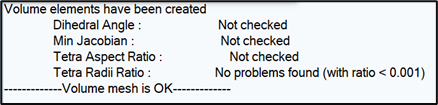 Volume elements have been created
Dihedral Angle : Not checked
Min Jacobian : Not checked
Tetra Aspect Ratio : Not checked
Tetra Radii Ratio : No problems found (with ratio < 0.001)
-------------Volume mesh is OK-------------